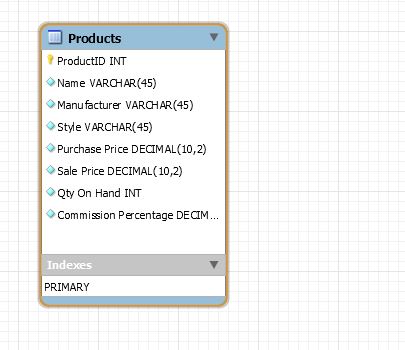 Products
ProductID INT
Name VARCHAR(45)
Manufacturer VARCHAR(45)
Style VARCHAR(45)
Purchase Price DECIMAL(10,2)
Sale Price DECIMAL(10,2)
Qty On Hand INT
Commission Percentage DECIM...
Indexes
PRIMARY